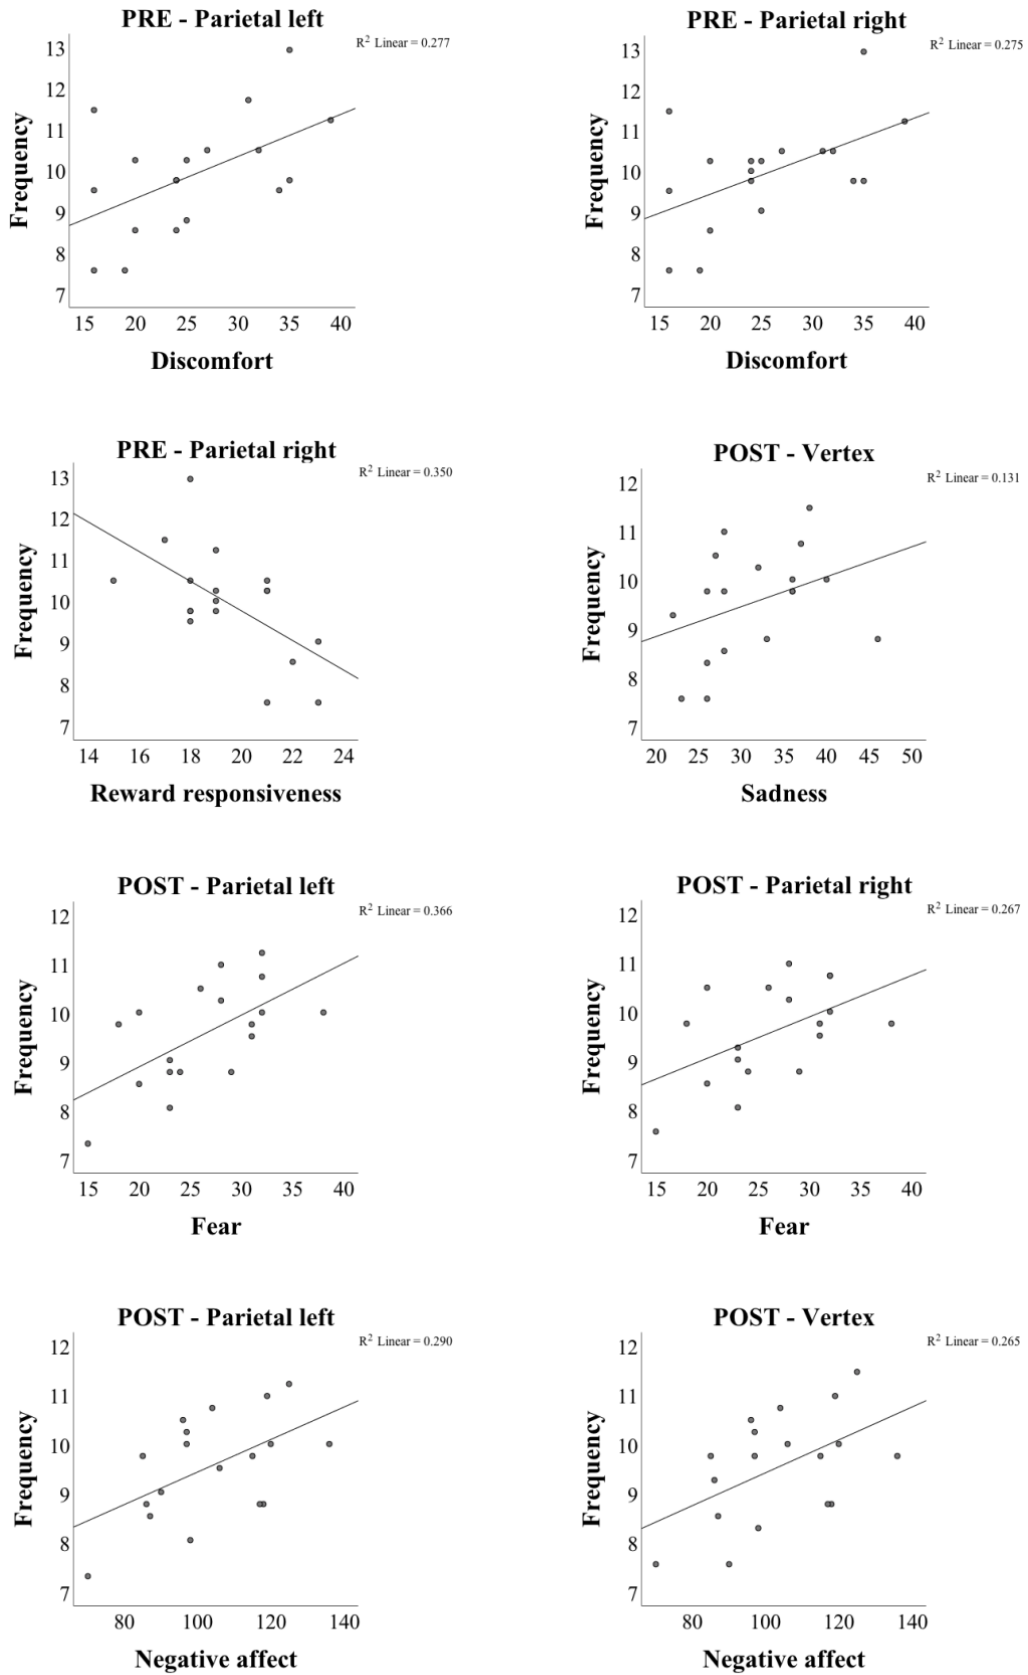 PRE - Parietal left
R² Linear = 0.277
13
12
11
10
9
8
7
Frequency
15 20 25 30 35 40
Discomfort
PRE - Parietal right
R² Linear = 0.275
13
12
11
10
9
8
7
Frequency
15 20 25 30 35 40
Discomfort
PRE - Parietal right
R² Linear = 0.350
13
12
11
10
9
8
7
Frequency
14 16 18 20 22 24
Reward responsiveness
POST - Vertex
R² Linear = 0.131
12
11
10
9
8
7
Frequency
20 25 30 35 40 45 50
Sadness
POST - Parietal left
R² Linear = 0.366
12
11
10
9
8
7
Frequency
15 20 25 30 35 40
Fear
POST - Parietal right
R² Linear = 0.267
12
11
10
9
8
7
Frequency
15 20 25 30 35 40
Fear
POST - Parietal left
R² Linear = 0.290
12
11
10
9
8
7
Frequency
80 100 120 140
Negative affect
POST - Vertex
R² Linear = 0.265
12
11
10
9
8
7
Frequency
80 100 120 140
Negative affect